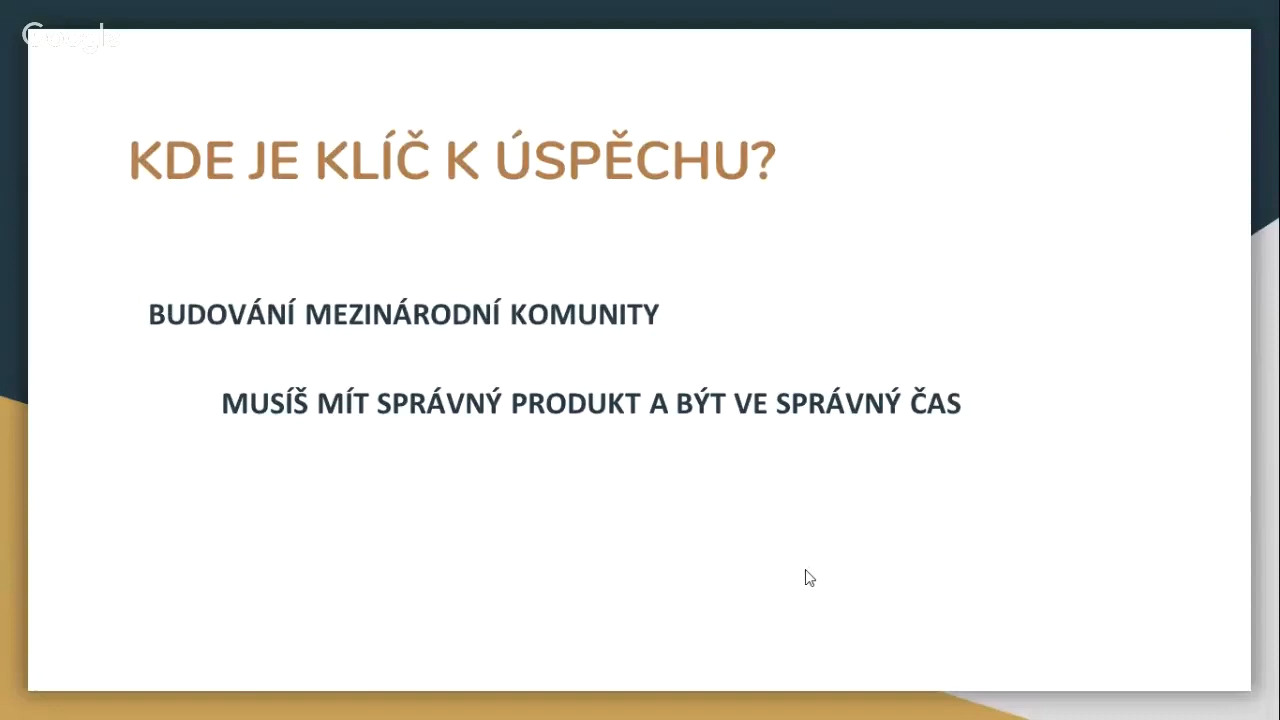 Google
KDE JE KLÍČ K ÚSPĚCHU?
BUDOVÁNÍ MEZINÁRODNÍ KOMUNITY
MUSÍŠ MÍT SPRÁVNÝ PRODUKT A BÝT VE SPRÁVNÝ ČAS